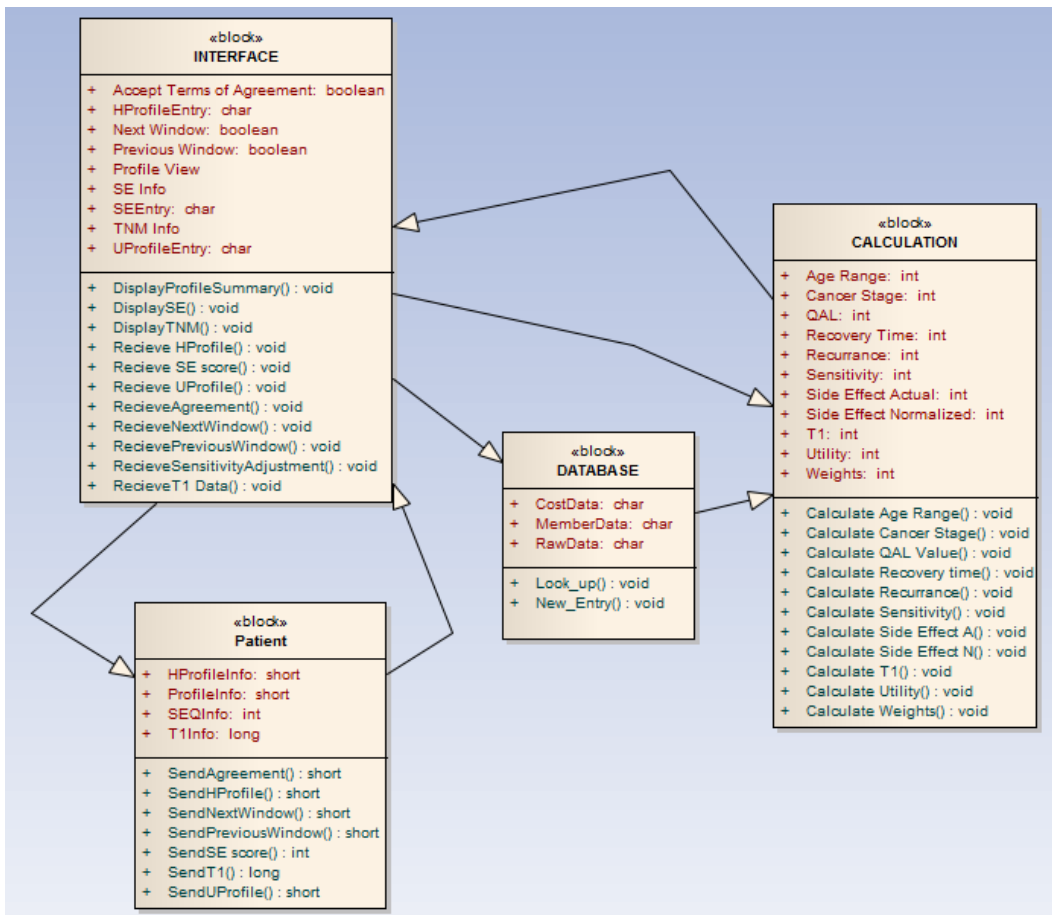 «block»
INTERFACE
+ Accept Terms of Agreement: boolean
+ HProfileEntry: char
+ Next Window: boolean
+ Previous Window: boolean
+ Profile View
+ SE Info
+ SEEntry: char
+ TNM Info
+ UProfileEntry: char
+ DisplayProfileSummary() : void
+ DisplaySE() : void
+ DisplayTNM() : void
+ Recieve HProfile() : void
+ Recieve SE score() : void
+ Recieve UProfile() : void
+ RecieveAgreement() : void
+ RecieveNextWindow() : void
+ RecievePreviousWindow() : void
+ RecieveSensitivityAdjustment() : void
+ RecieveT1 Data() : void
«block»
CALCULATION
+ Age Range: int
+ Cancer Stage: int
+ QAL: int
+ Recovery Time: int
+ Recurrance: int
+ Sensitivity: int
+ Side Effect Actual: int
+ Side Effect Normalized: int
+ T1: int
+ Utility: int
+ Weights: int
+ Calculate Age Range() : void
+ Calculate Cancer Stage() : void
+ Calculate QAL Value() : void
+ Calculate Recovery time() : void
+ Calculate Recurrance() : void
+ Calculate Sensitivity() : void
+ Calculate Side Effect A() : void
+ Calculate Side Effect N() : void
+ Calculate T1() : void
+ Calculate Utility() : void
+ Calculate Weights() : void
«block»
DATABASE
+ CostData: char
+ MemberData: char
+ RawData: char
+ Look_up() : void
+ New_Entry() : void
«block»
Patient
+ HProfileInfo: short
+ ProfileInfo: short
+ SEQInfo: int
+ T1Info: long
+ SendAgreement() : short
+ SendHProfile() : short
+ SendNextWindow() : short
+ SendPreviousWindow() : short
+ SendSE score() : int
+ SendT1() : long
+ SendUProfile() : short